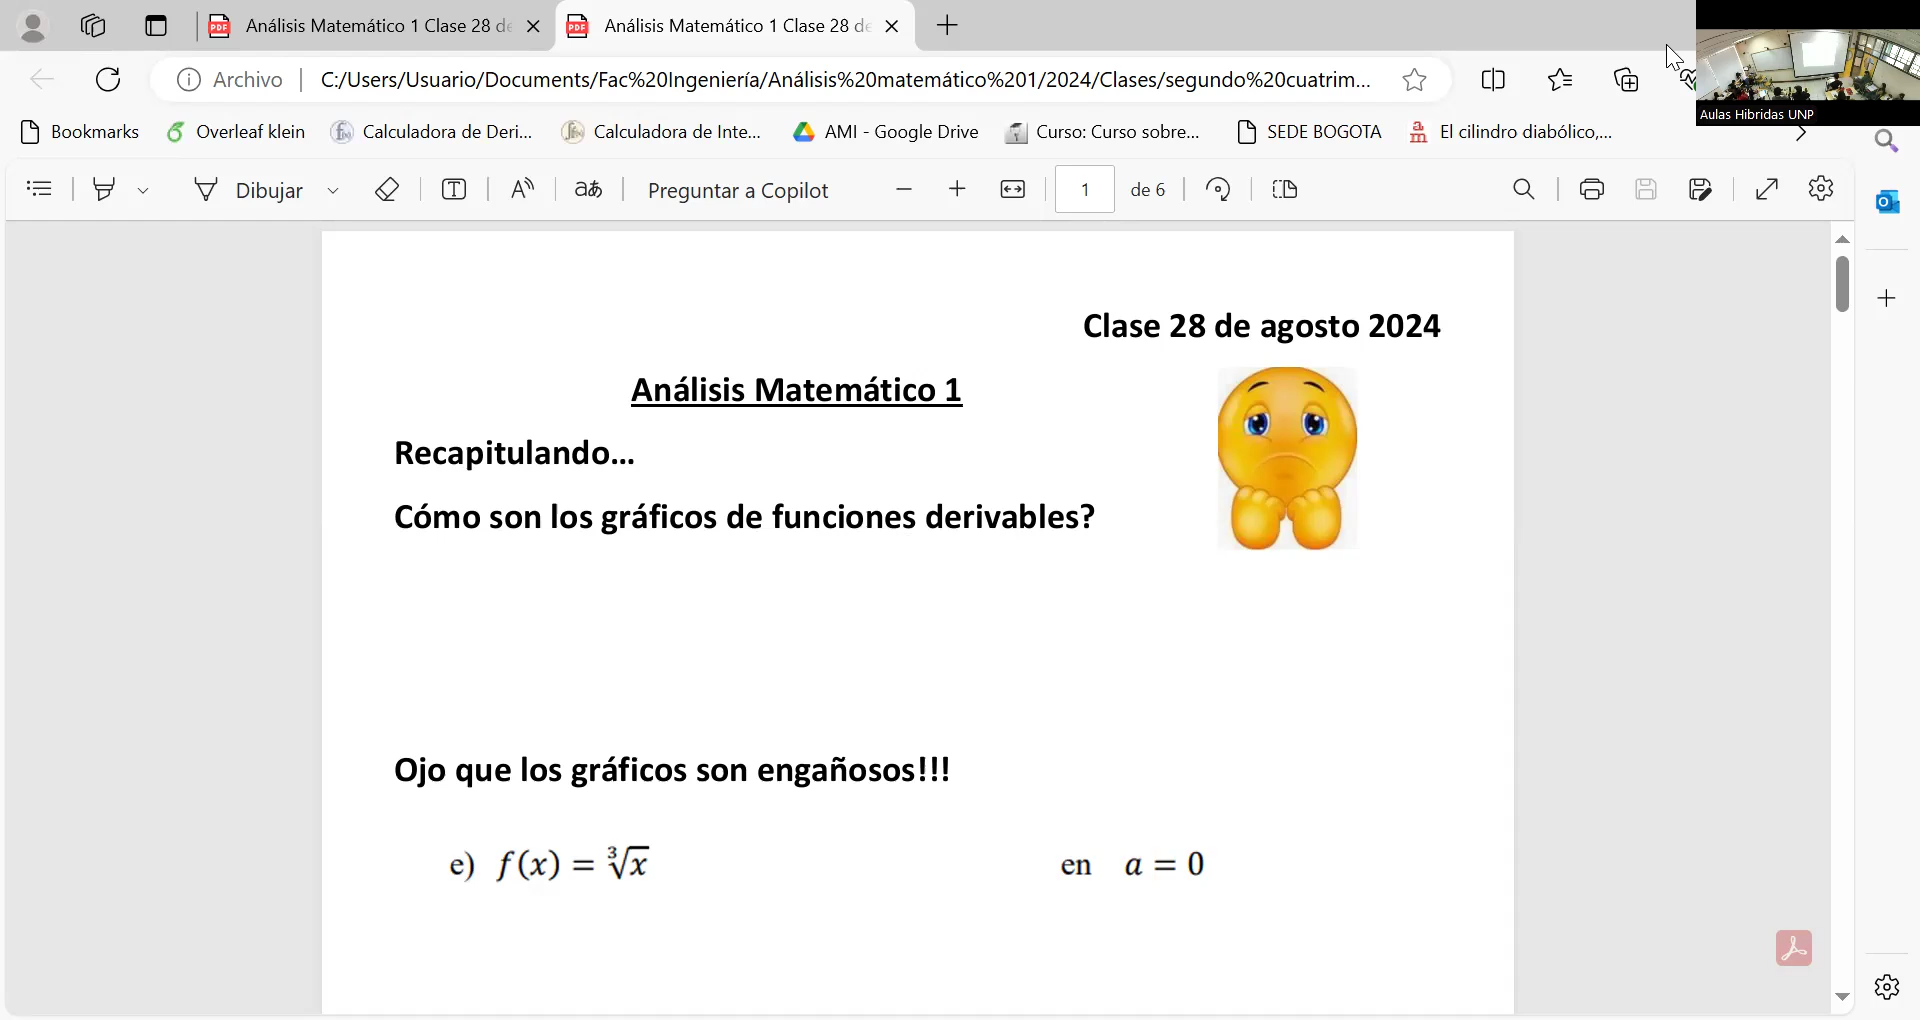 Análisis Matemático 1 Clase 28 de
Análisis Matemático 1 Clase 28 de
Archivo
C:/Users/Usuario/Documents/Fac%20Ingeniería/Análisis%20matemático%201/2024/Clases/segundo%20cuatrim...
Aulas Hibridas UNP
Bookmarks
Overleaf klein
Calculadora de Deri...
Calculadora de Inte...
AMI - Google Drive
Curso: Curso sobre...
SEDE BOGOTA
El cilindro diabólico,...
Dibujar
Preguntar a Copilot
1 de 6
Clase 28 de agosto 2024
Análisis Matemático 1
Recapitulando...
Cómo son los gráficos de funciones derivables?
Ojo que los gráficos son engañosos!!!
e) f(x) = ∛x en a = 0